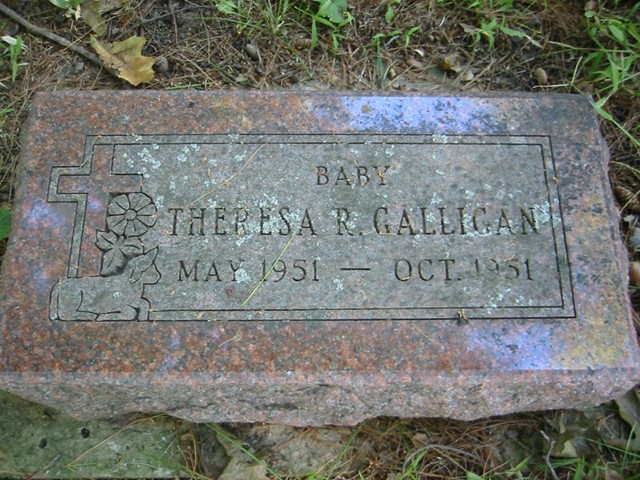 BABY
THERESA R. GALLIGAN
MAY 1951 — OCT. 1951